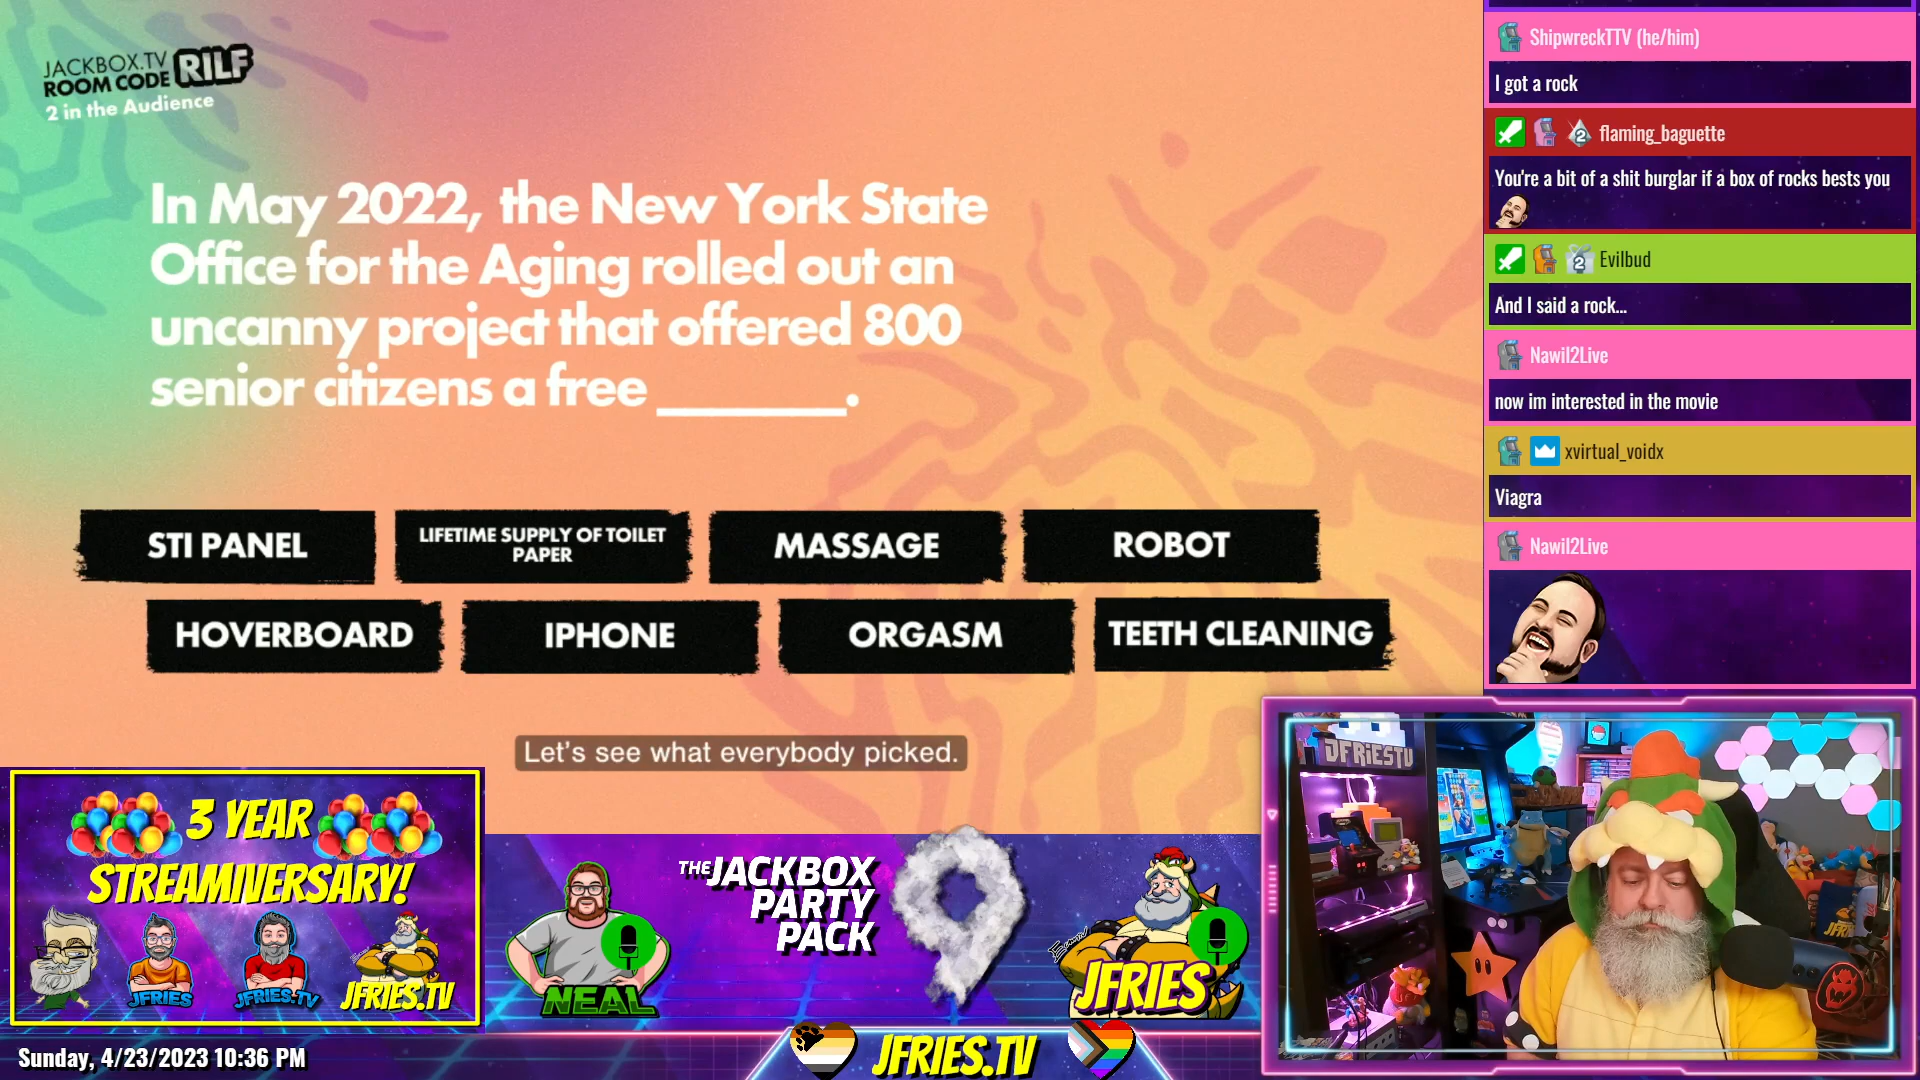 JACKBOX.TV
ROOM CODE RILF
2 in the Audience
In May 2022, the New York State
Office for the Aging rolled out an
uncanny project that offered 800
senior citizens a free ________.
STI PANEL
LIFETIME SUPPLY OF TOILET
PAPER
MASSAGE
ROBOT
HOVERBOARD
IPHONE
ORGASM
TEETH CLEANING
Let's see what everybody picked.
ShipwreckTTV (he/him)
I got a rock
2 flaming_baguette
You're a bit of a shit burglar if a box of rocks bests you
2 Evilbud
And I said a rock...
Nawil2Live
now im interested in the movie
xvirtual_voidx
Viagra
Nawil2Live
3 YEAR
STREAMIVERSARY!
JFRIES
JFRIES.TV
JFRIES.TV
NEAL
THE JACKBOX
PARTY
PACK
9
JFRIES
JFRIESTV
JFRIES.TV
Sunday, 4/23/2023 10:36 PM